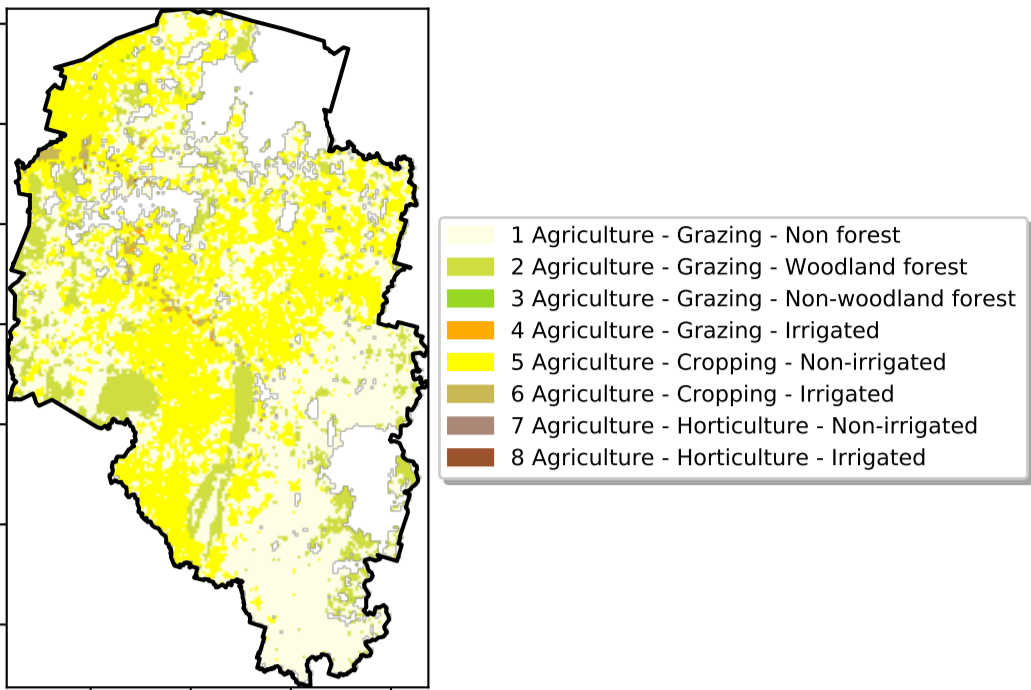 1 Agriculture - Grazing - Non forest
2 Agriculture - Grazing - Woodland forest
3 Agriculture - Grazing - Non-woodland forest
4 Agriculture - Grazing - Irrigated
5 Agriculture - Cropping - Non-irrigated
6 Agriculture - Cropping - Irrigated
7 Agriculture - Horticulture - Non-irrigated
8 Agriculture - Horticulture - Irrigated